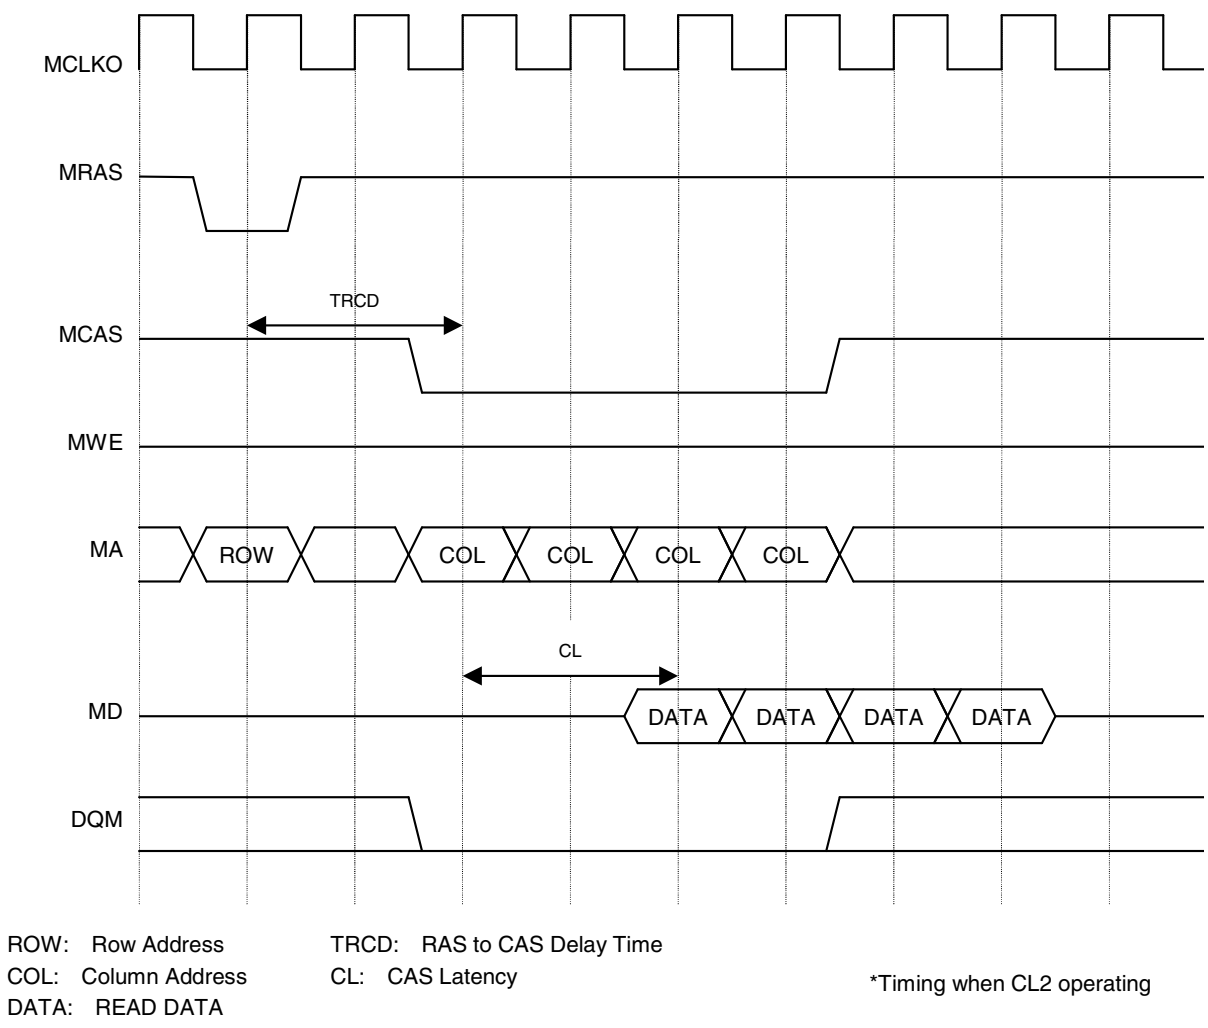 MCLKO
MRAS
TRCD
MCAS
MWE
MA ROW COL COL COL COL
CL
MD DATA DATA DATA DATA
DQM
ROW: Row Address TRCD: RAS to CAS Delay Time
COL: Column Address CL: CAS Latency
*Timing when CL2 operating
DATA: READ DATA